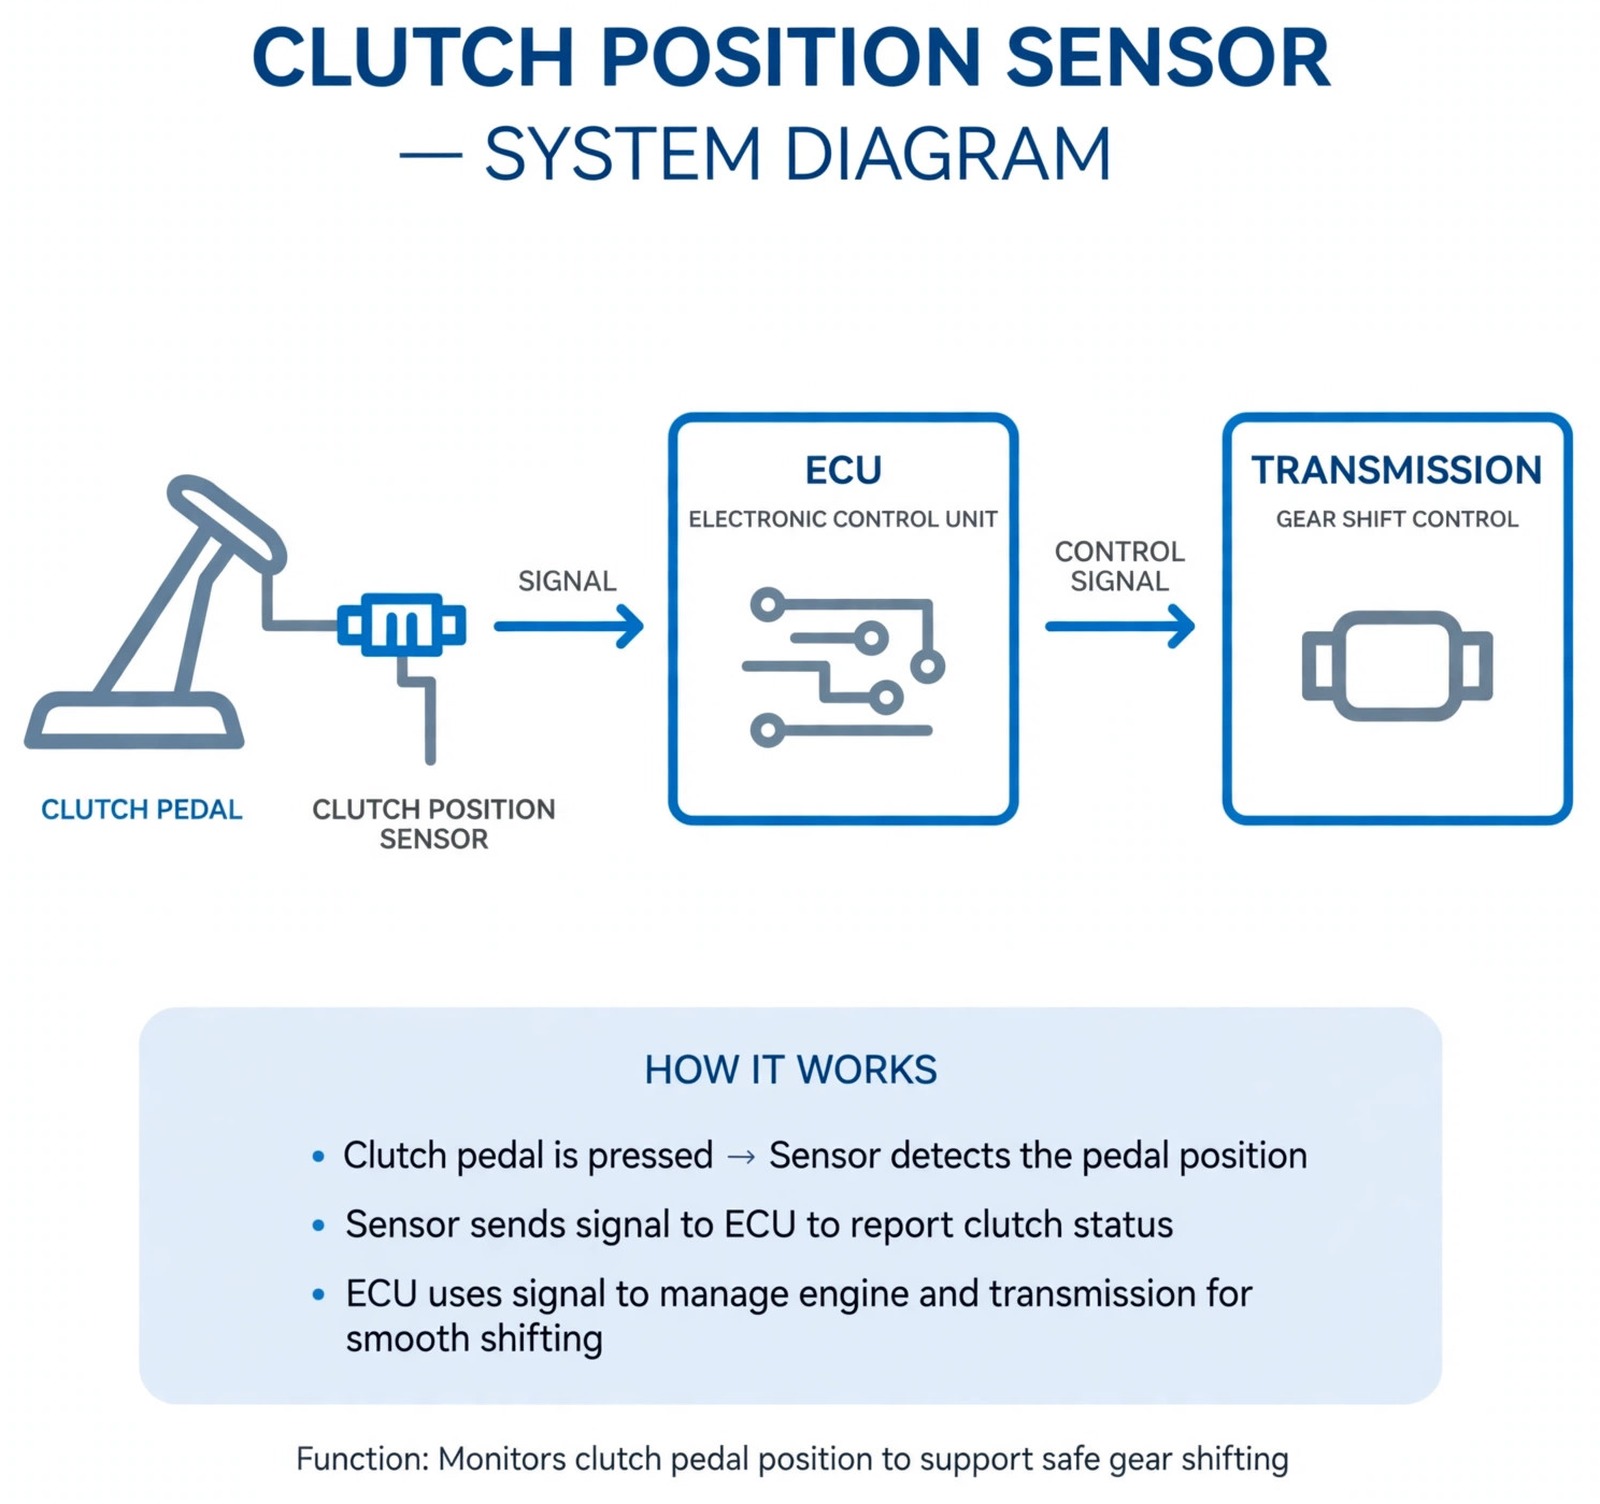 CLUTCH POSITION SENSOR
— SYSTEM DIAGRAM
CLUTCH PEDAL
CLUTCH POSITION
SENSOR
SIGNAL
ECU
ELECTRONIC CONTROL UNIT
CONTROL
SIGNAL
TRANSMISSION
GEAR SHIFT CONTROL
HOW IT WORKS
• Clutch pedal is pressed → Sensor detects the pedal position
• Sensor sends signal to ECU to report clutch status
• ECU uses signal to manage engine and transmission for
smooth shifting
Function: Monitors clutch pedal position to support safe gear shifting